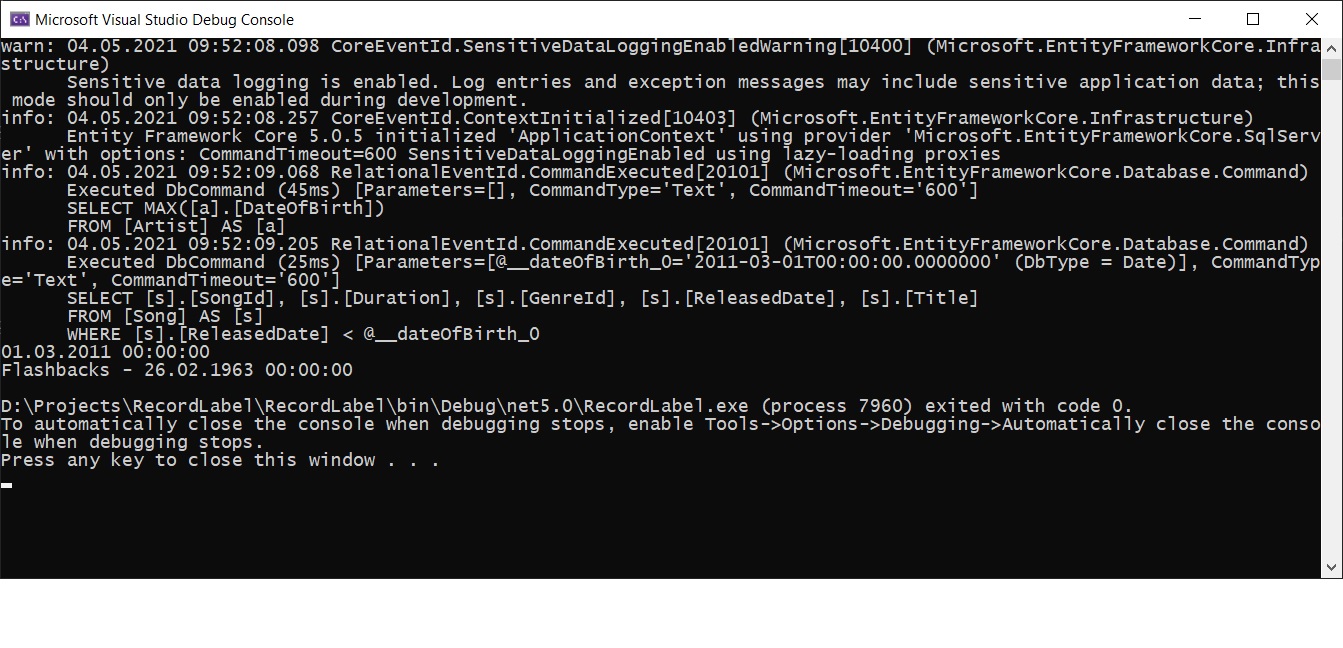 Microsoft Visual Studio Debug Console
warn: 04.05.2021 09:52:08.098 CoreEventId.SensitiveDataLoggingEnabledWarning[10400] (Microsoft.EntityFrameworkCore.Infra
structure)
Sensitive data logging is enabled. Log entries and exception messages may include sensitive application data; this
mode should only be enabled during development.
info: 04.05.2021 09:52:08.257 CoreEventId.ContextInitialized[10403] (Microsoft.EntityFrameworkCore.Infrastructure)
Entity Framework Core 5.0.5 initialized 'ApplicationContext' using provider 'Microsoft.EntityFrameworkCore.SqlServ
er' with options: CommandTimeout=600 SensitiveDataLoggingEnabled using lazy-loading proxies
info: 04.05.2021 09:52:09.068 RelationalEventId.CommandExecuted[20101] (Microsoft.EntityFrameworkCore.Database.Command)
Executed DbCommand (45ms) [Parameters=[], CommandType='Text', CommandTimeout='600']
SELECT MAX([a].[DateOfBirth])
FROM [Artist] AS [a]
info: 04.05.2021 09:52:09.205 RelationalEventId.CommandExecuted[20101] (Microsoft.EntityFrameworkCore.Database.Command)
Executed DbCommand (25ms) [Parameters=[@__dateOfBirth_0='2011-03-01T00:00:00.0000000' (DbType = Date)], CommandTyp
e='Text', CommandTimeout='600']
SELECT [s].[SongId], [s].[Duration], [s].[GenreId], [s].[ReleasedDate], [s].[Title]
FROM [Song] AS [s]
WHERE [s].[ReleasedDate] < @__dateOfBirth_0
01.03.2011 00:00:00
Flashbacks - 26.02.1963 00:00:00
D:\Projects\RecordLabel\RecordLabel\bin\Debug\net5.0\RecordLabel.exe (process 7960) exited with code 0.
To automatically close the console when debugging stops, enable Tools->Options->Debugging->Automatically close the conso
le when debugging stops.
Press any key to close this window . . .